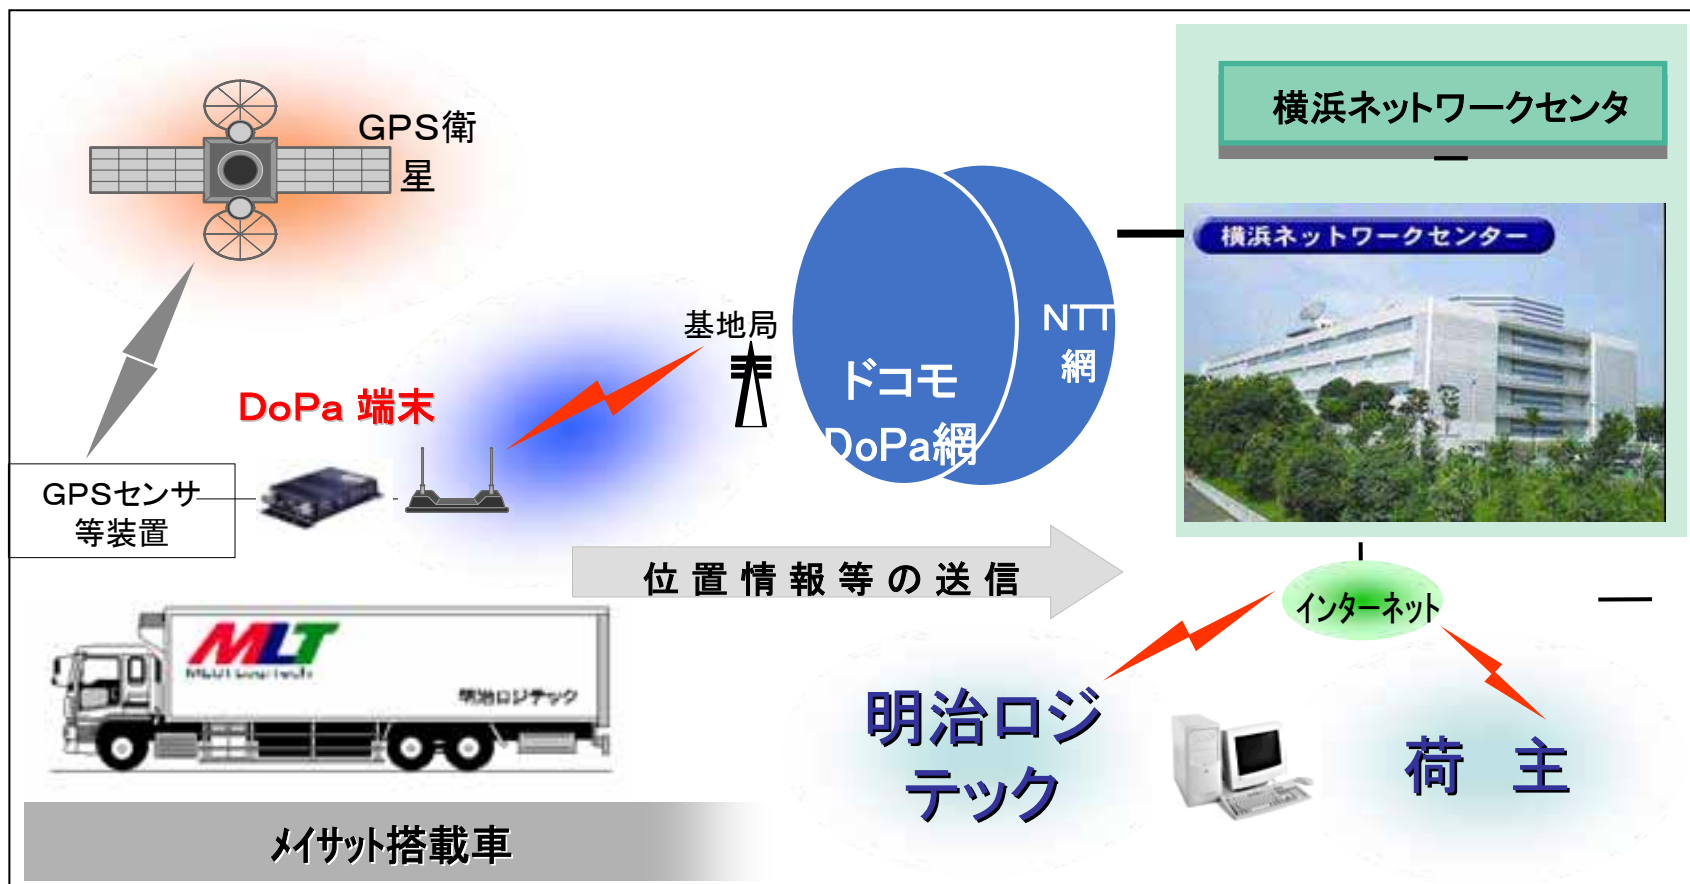 GPS衛
星
横浜ネットワークセンタ
ー
横浜ネットワークセンター
基地局
NTT
網
ドコモ
DoPa網
DoPa 端末
GPSセンサ
等装置
位置情報等の送信
インターネット
MLT
明治ロジテック
明治ロジ
テック
荷 主
メイサット搭載車